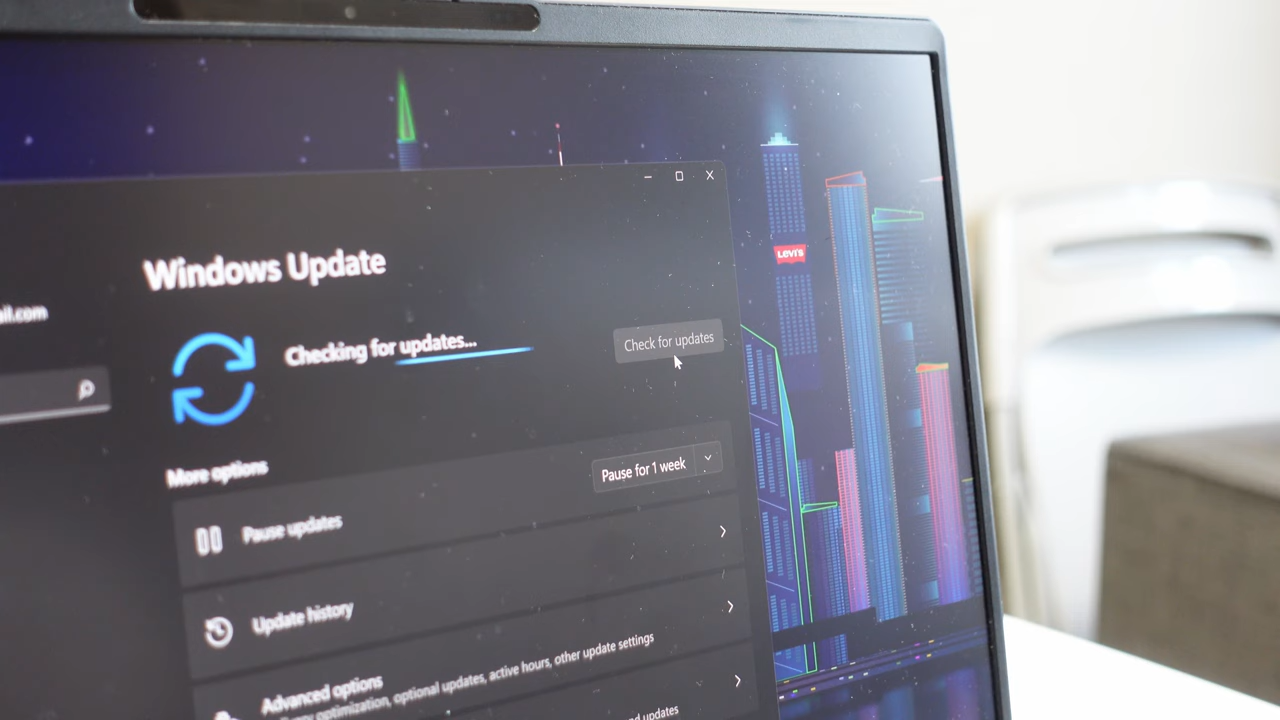 LEVI'S
Windows Update
ail.com
Checking for updates...
Check for updates
More options
Pause updates
Pause for 1 week
Update history
Advanced options
optimization, optional updates, active hours, other update settings
updates